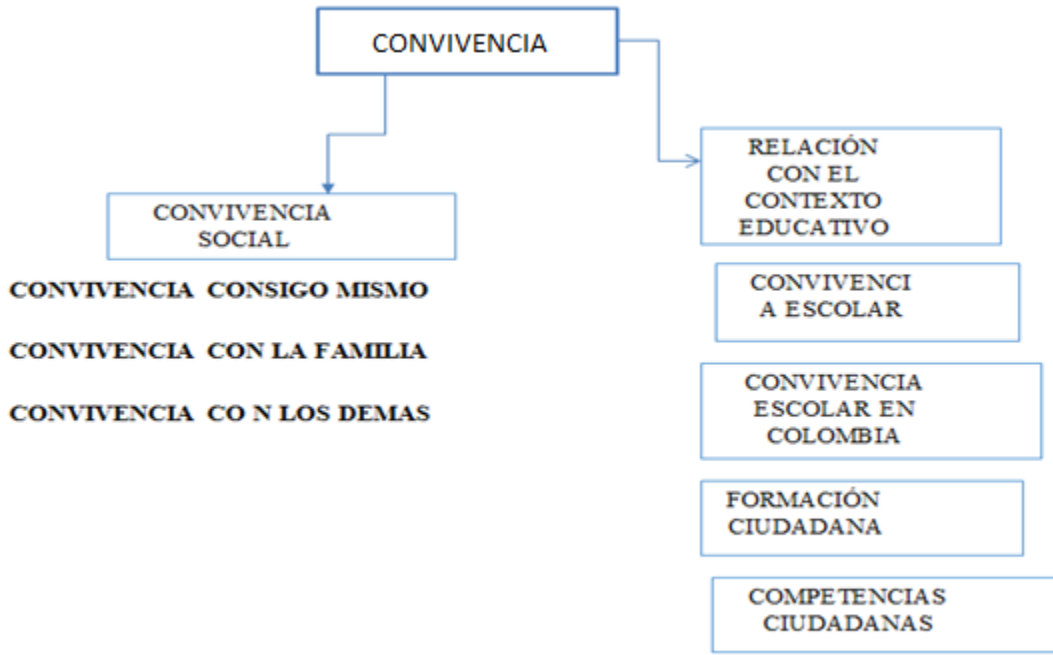 CONVIVENCIA
CONVIVENCIA
SOCIAL
CONVIVENCIA CONSIGO MISMO
CONVIVENCIA CON LA FAMILIA
CONVIVENCIA CO N LOS DEMAS
RELACIÓN
CON EL
CONTEXTO
EDUCATIVO
CONVIVENCI
A ESCOLAR
CONVIVENCIA
ESCOLAR EN
COLOMBIA
FORMACIÓN
CIUDADANA
COMPETENCIAS
CIUDADANAS